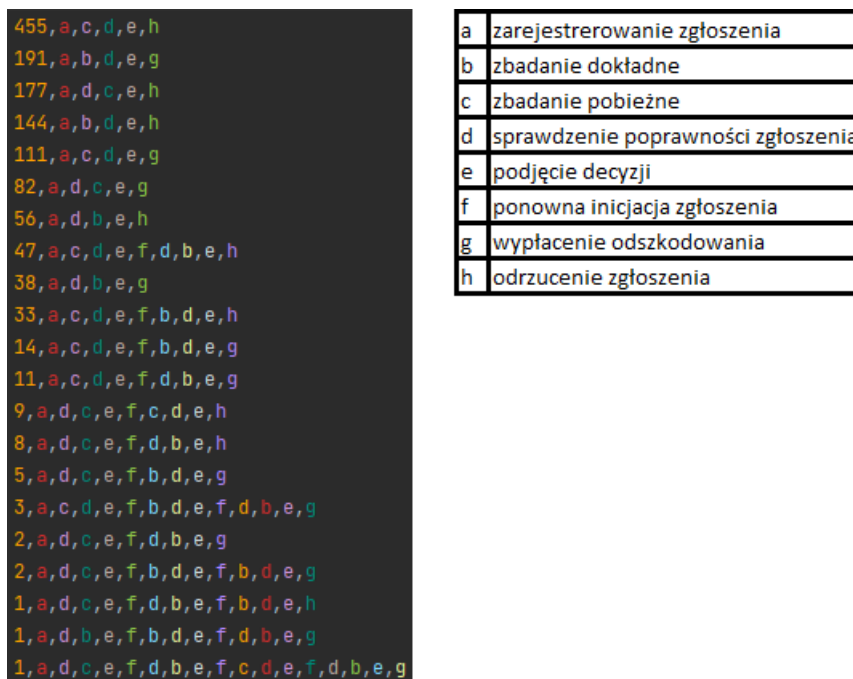 455,a,c,d,e,h
191,a,b,d,e,g
177,a,d,c,e,h
144,a,b,d,e,h
111,a,c,d,e,g
82,a,d,c,e,g
56,a,d,b,e,h
47,a,c,d,e,f,d,b,e,h
38,a,d,b,e,g
33,a,c,d,e,f,b,d,e,h
14,a,c,d,e,f,b,d,e,g
11,a,c,d,e,f,d,b,e,g
9,a,d,c,e,f,c,d,e,h
8,a,d,c,e,f,d,b,e,h
5,a,d,c,e,f,b,d,e,g
3,a,c,d,e,f,b,d,e,f,d,b,e,g
2,a,d,c,e,f,d,b,e,g
2,a,d,c,e,f,b,d,e,f,b,d,e,g
1,a,d,c,e,f,d,b,e,f,b,d,e,h
1,a,d,b,e,f,b,d,e,f,d,b,e,g
1,a,d,c,e,f,d,b,e,f,c,d,e,f,d,b,e,g
a zarejestrerowanie zgłoszenia
b zbadanie dokładne
c zbadanie pobieżne
d sprawdzenie poprawności zgłoszenia
e podjęcie decyzji
f ponowna inicjacja zgłoszenia
g wypłacenie odszkodowania
h odrzucenie zgłoszenia